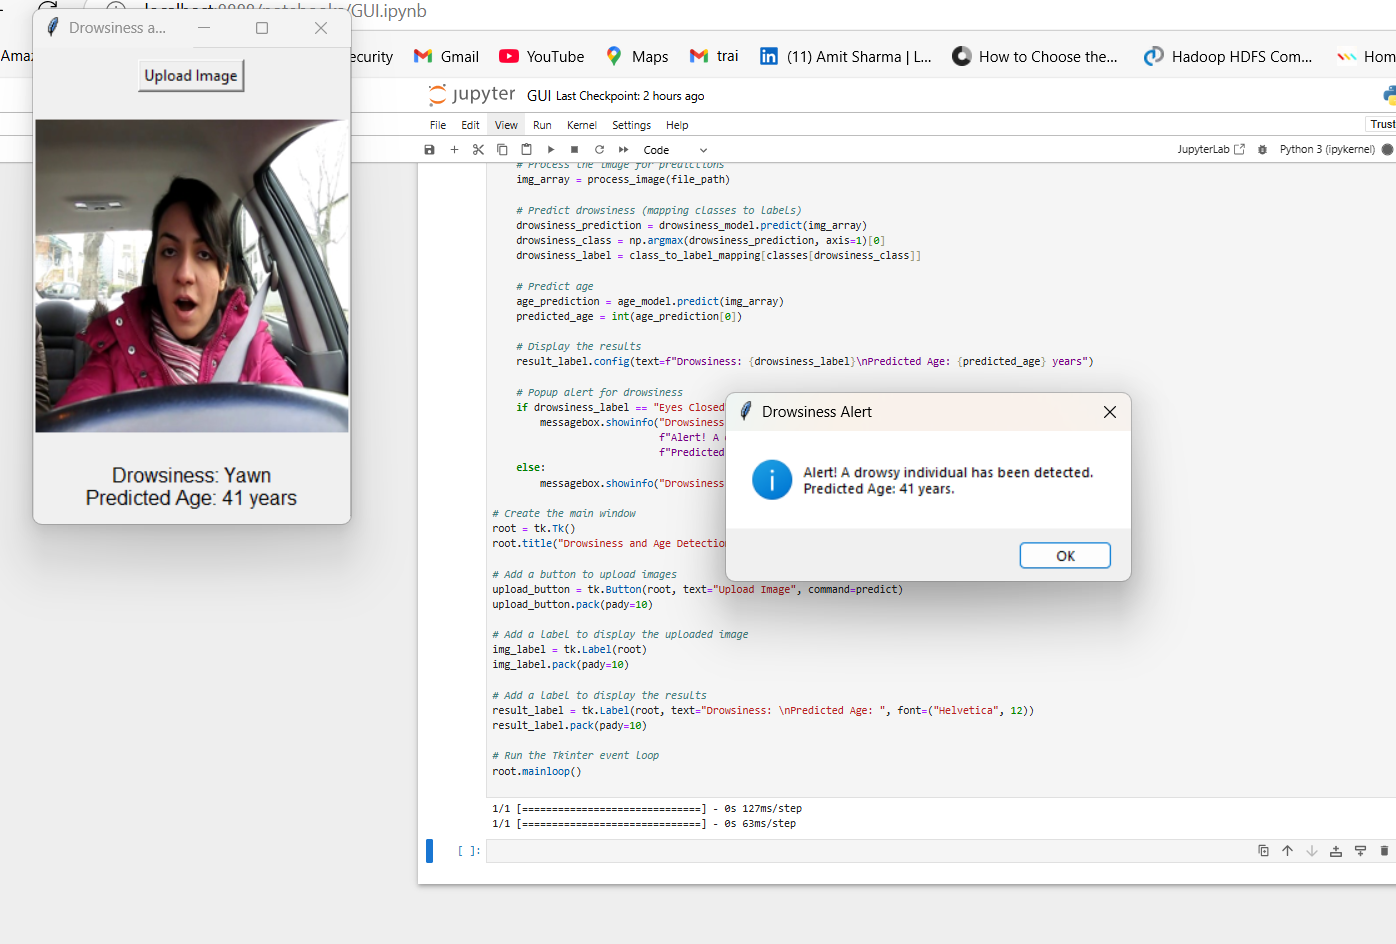 localhost:8888/notebooks/GUI.ipynb
Drowsiness a...
Upload Image
Drowsiness: Yawn
Predicted Age: 41 years
Amaz
ecurity
Gmail
YouTube
Maps
trai
(11) Amit Sharma | L...
How to Choose the...
Hadoop HDFS Com...
Hom
jupyter GUI Last Checkpoint: 2 hours ago
File Edit View Run Kernel Settings Help
Trust
Code
JupyterLab
Python 3 (ipykernel)
# Process the image for predictions
img_array = process_image(file_path)
# Predict drowsiness (mapping classes to labels)
drowsiness_prediction = drowsiness_model.predict(img_array)
drowsiness_class = np.argmax(drowsiness_prediction, axis=1)[0]
drowsiness_label = class_to_label_mapping[classes[drowsiness_class]]
# Predict age
age_prediction = age_model.predict(img_array)
predicted_age = int(age_prediction[0])
# Display the results
result_label.config(text=f"Drowsiness: {drowsiness_label}\nPredicted Age: {predicted_age} years")
# Popup alert for drowsiness
if drowsiness_label == "Eyes Closed
messagebox.showinfo("Drowsiness
f"Alert! A
f"Predicted
else:
messagebox.showinfo("Drowsiness
# Create the main window
root = tk.Tk()
root.title("Drowsiness and Age Detection
# Add a button to upload images
upload_button = tk.Button(root, text="Upload Image", command=predict)
upload_button.pack(pady=10)
# Add a label to display the uploaded image
img_label = tk.Label(root)
img_label.pack(pady=10)
# Add a label to display the results
result_label = tk.Label(root, text="Drowsiness: \nPredicted Age: ", font=("Helvetica", 12))
result_label.pack(pady=10)
# Run the Tkinter event loop
root.mainloop()
1/1 [==============================] - 0s 127ms/step
1/1 [==============================] - 0s 63ms/step
[ ]:
Drowsiness Alert
Alert! A drowsy individual has been detected.
Predicted Age: 41 years.
OK